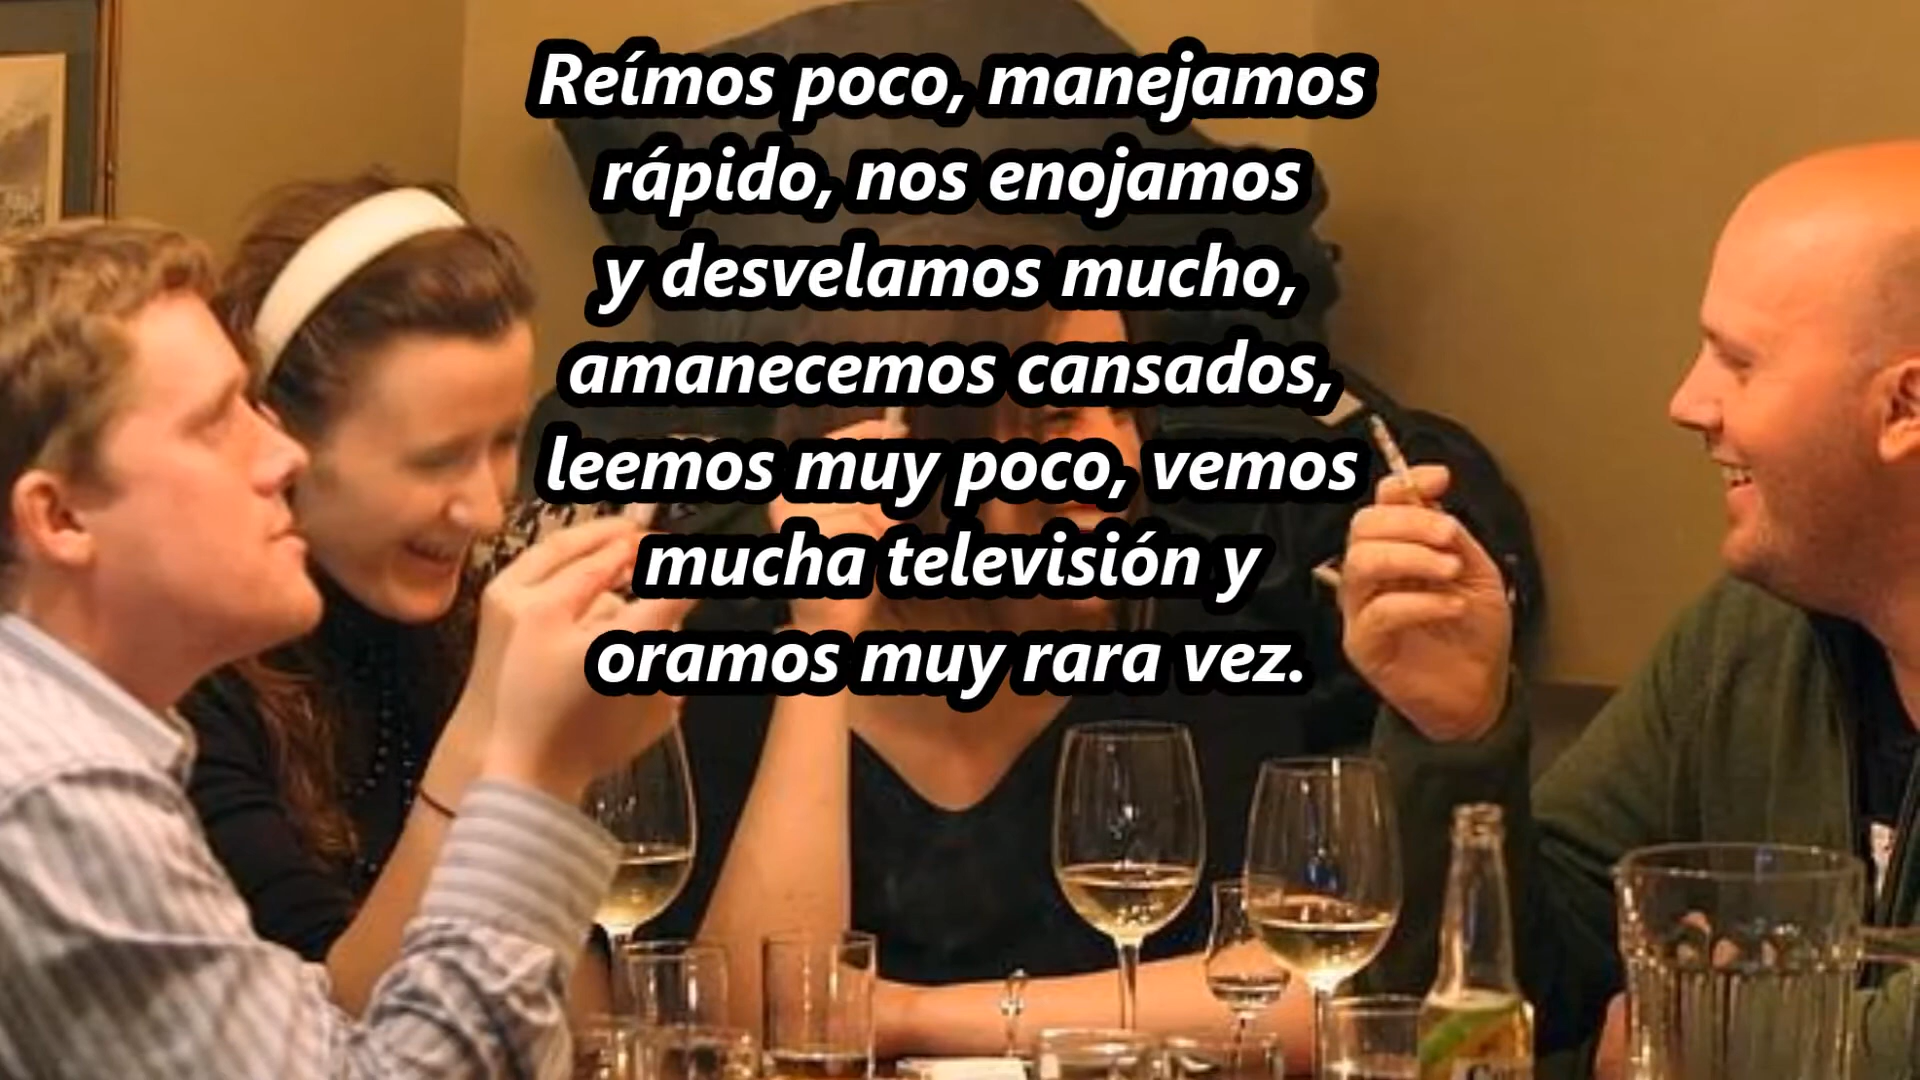 Reímos poco, manejamos
rápido, nos enojamos
y desvelamos mucho,
amanecemos cansados,
leemos muy poco, vemos
mucha televisión y
oramos muy rara vez.